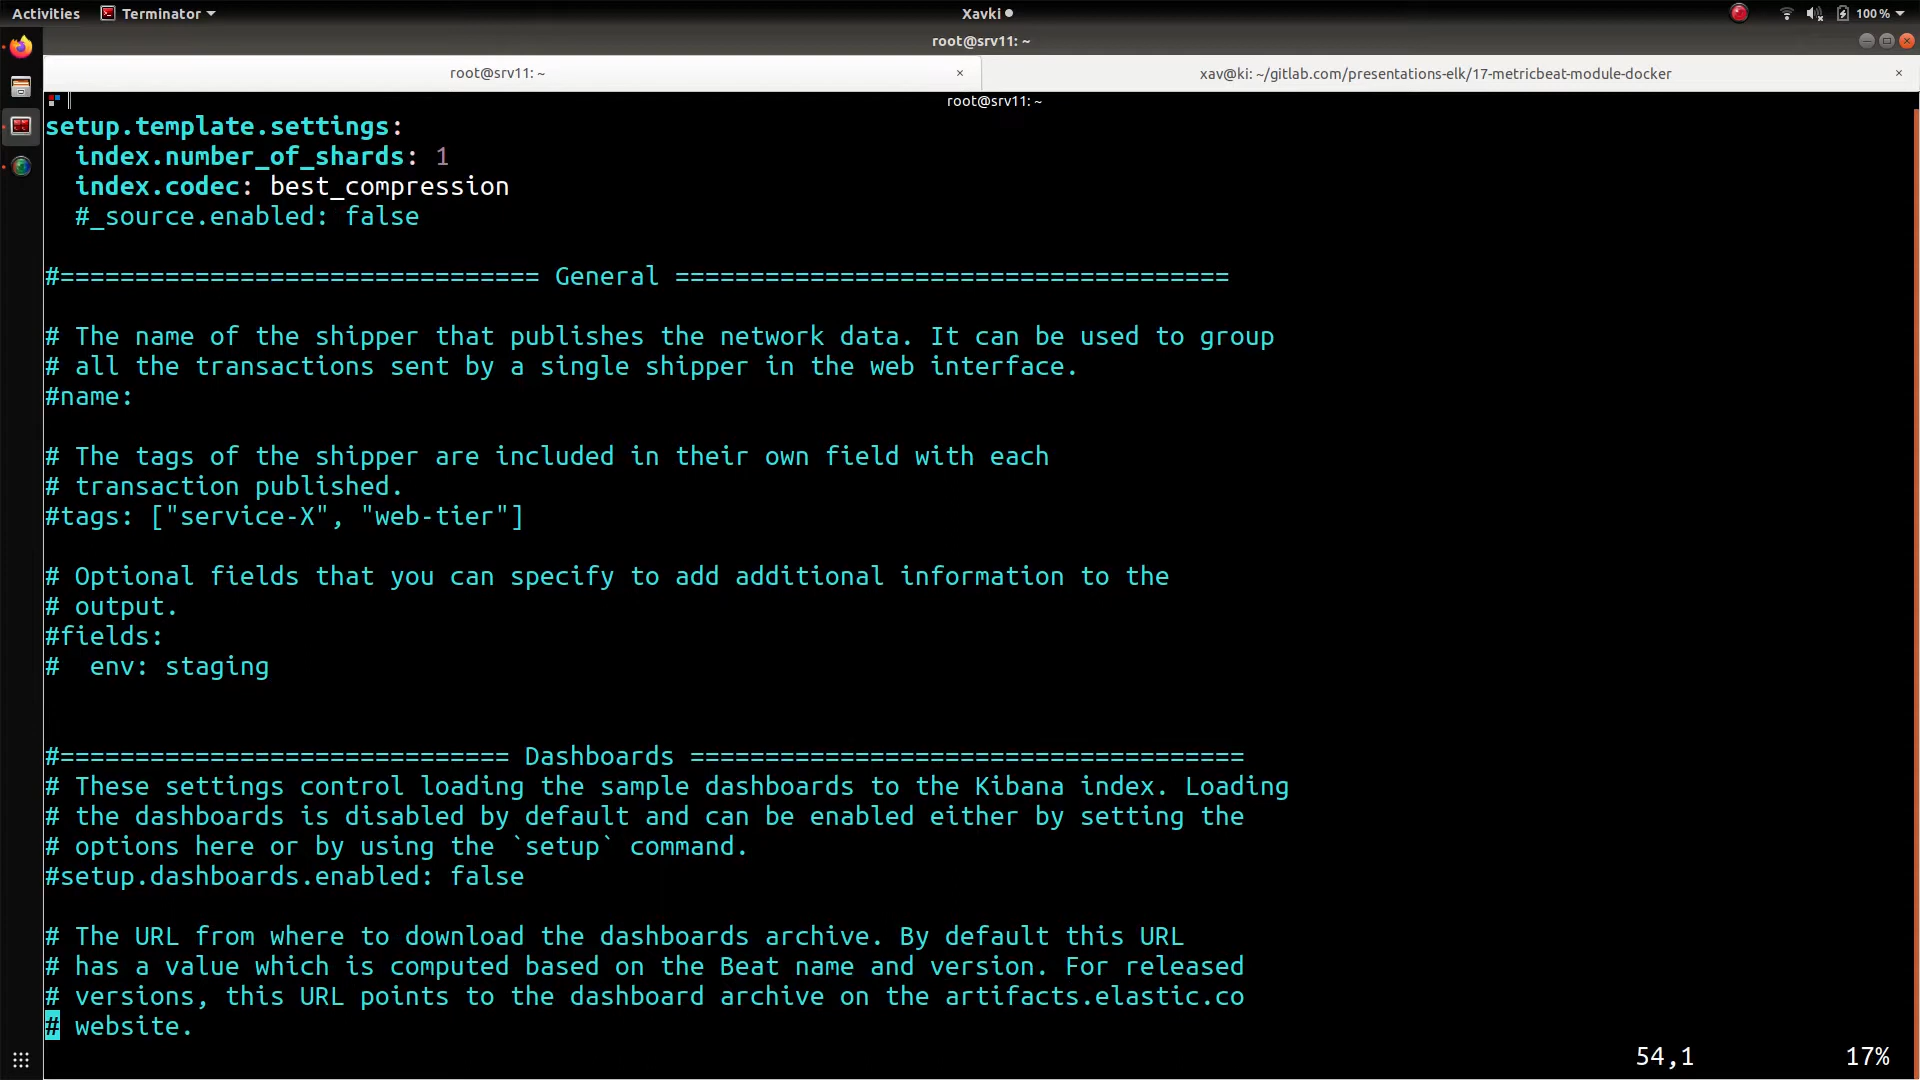 Activities
Terminator
Xavki
100 %
root@srv11: ~
root@srv11: ~ ×
xav@ki: ~/gitlab.com/presentations-elk/17-metricbeat-module-docker ×
root@srv11: ~
setup.template.settings:
  index.number_of_shards: 1
  index.codec: best_compression
  #_source.enabled: false
#================================ General =====================================
# The name of the shipper that publishes the network data. It can be used to group
# all the transactions sent by a single shipper in the web interface.
#name:
# The tags of the shipper are included in their own field with each
# transaction published.
#tags: ["service-X", "web-tier"]
# Optional fields that you can specify to add additional information to the
# output.
#fields:
#  env: staging
#============================== Dashboards =====================================
# These settings control loading the sample dashboards to the Kibana index. Loading
# the dashboards is disabled by default and can be enabled either by setting the
# options here or by using the `setup` command.
#setup.dashboards.enabled: false
# The URL from where to download the dashboards archive. By default this URL
# has a value which is computed based on the Beat name and version. For released
# versions, this URL points to the dashboard archive on the artifacts.elastic.co
# website.
54,1 17%